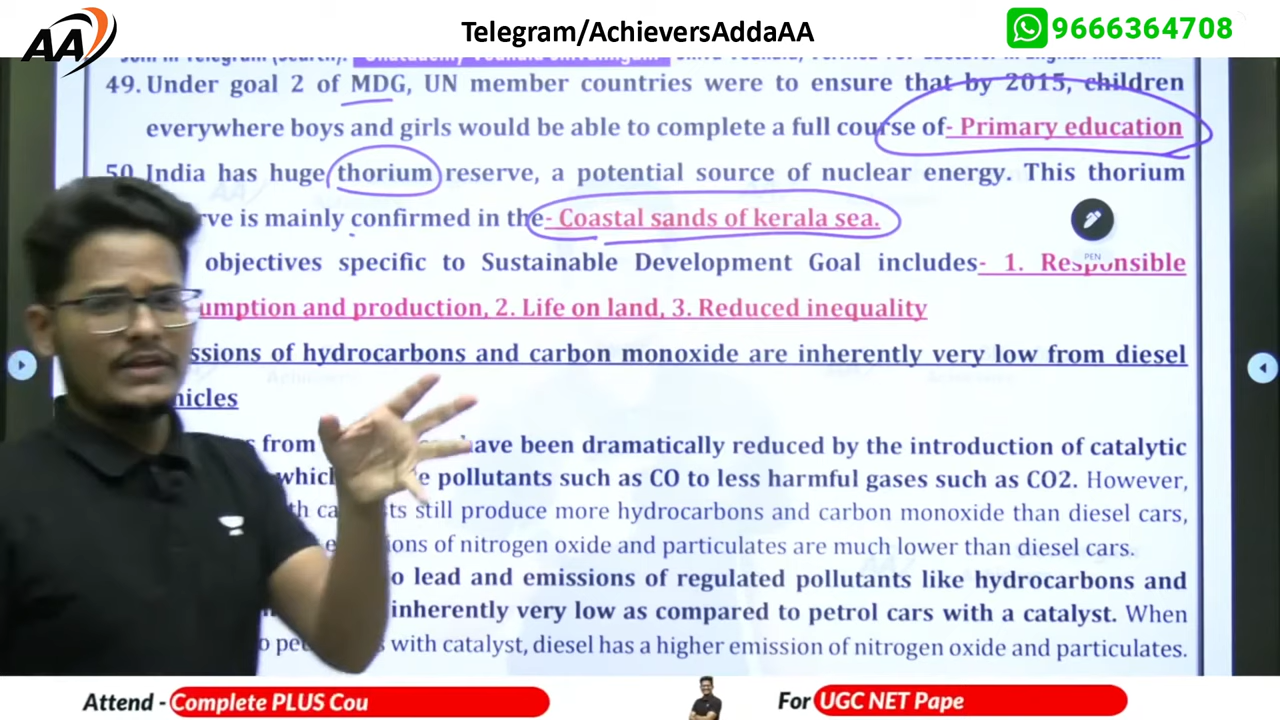 AA
Telegram/AchieversAddaAA
9666364708
49. Under goal 2 of MDG, UN member countries were to ensure that by 2015, children
everywhere boys and girls would be able to complete a full course of- Primary education
50. India has huge thorium reserve, a potential source of nuclear energy. This thorium
rve is mainly confirmed in the- Coastal sands of kerala sea.
PEN
objectives specific to Sustainable Development Goal includes- 1. Responsible
umption and production, 2. Life on land, 3. Reduced inequality
ssions of hydrocarbons and carbon monoxide are inherently very low from diesel
hicles
s from have been dramatically reduced by the introduction of catalytic
which e pollutants such as CO to less harmful gases such as CO2. However,
th ca ts still produce more hydrocarbons and carbon monoxide than diesel cars,
e ions of nitrogen oxide and particulates are much lower than diesel cars.
o lead and emissions of regulated pollutants like hydrocarbons and
inherently very low as compared to petrol cars with a catalyst. When
o pe s with catalyst, diesel has a higher emission of nitrogen oxide and particulates.
Attend - Complete PLUS Cou
For UGC NET Pape